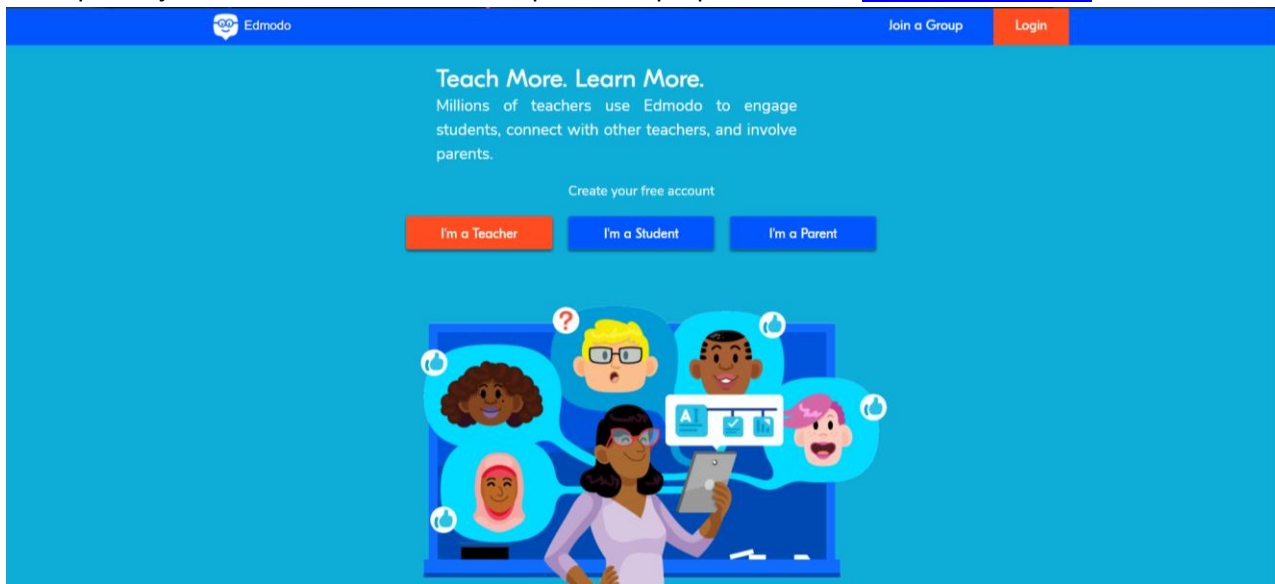 Edmodo
Join a Group
Login
Teach More. Learn More.
Millions of teachers use Edmodo to engage
students, connect with other teachers, and involve
parents.
Create your free account
I'm a Teacher
I'm a Student
I'm a Parent
?
A